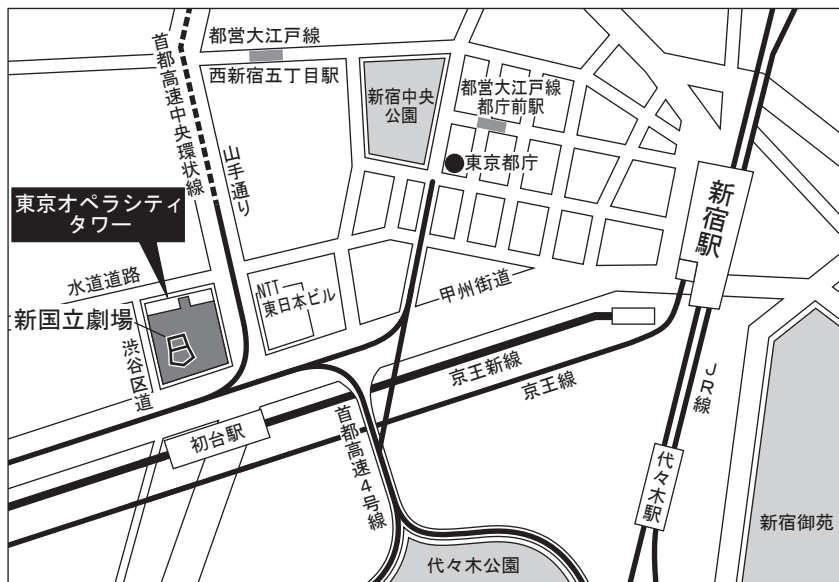 都営大江戸線
西新宿五丁目駅
首都高速中央環状線
山手通り
新宿中央
公園
都営大江戸線
都庁前駅
東京都庁
新宿駅
東京オペラシティ
タワー
水道道路
NTT
東日本ビル
甲州街道
新国立劇場
渋谷区道
京王新線
京王線
JR線
初台駅
首都高速4号線
代々木駅
新宿御苑
代々木公園